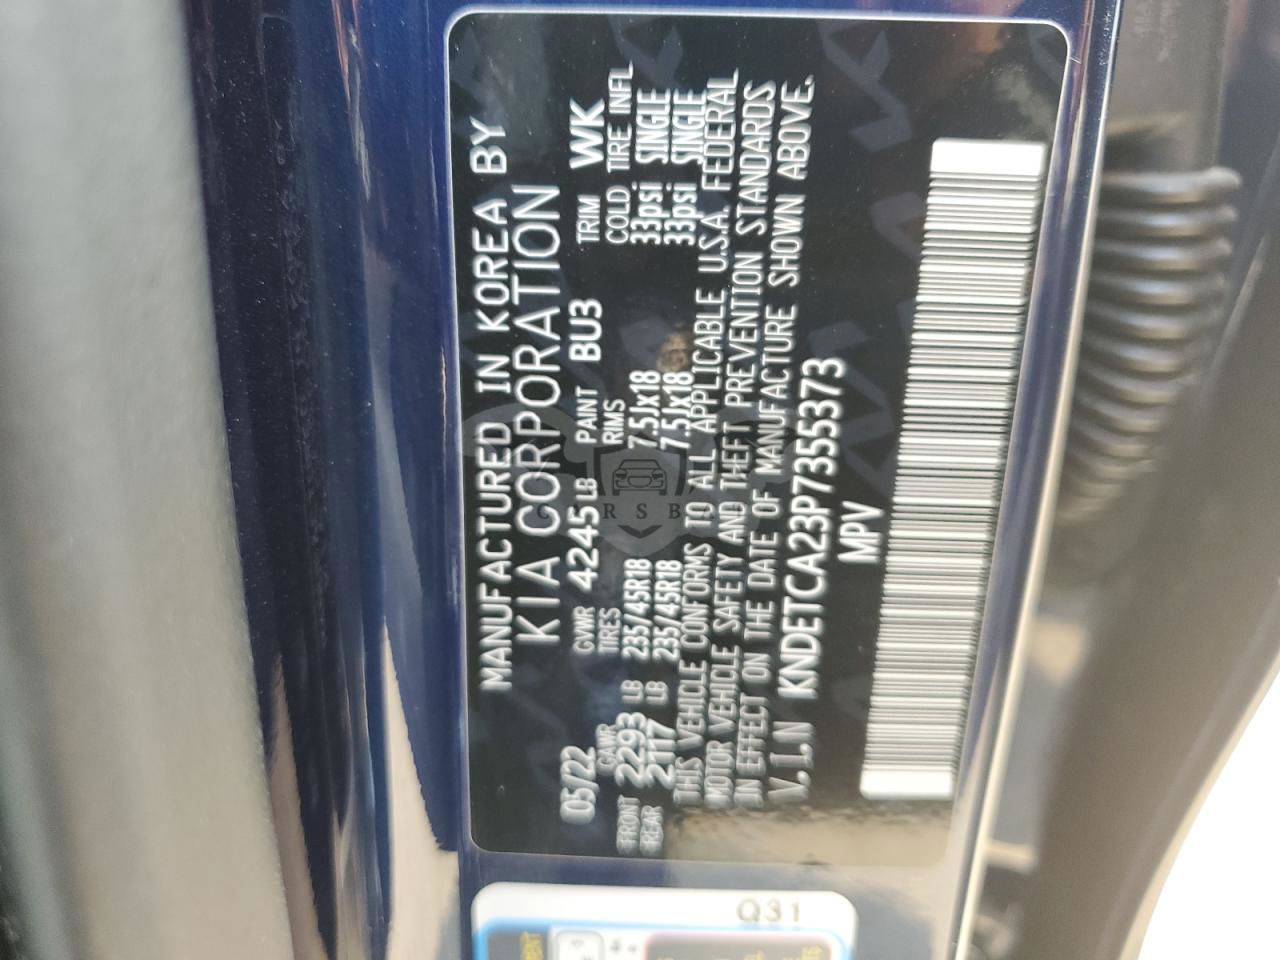 MANUFACTURED IN KOREA BY
KIA CORPORATION
05/22 GVWR 4245 LB PAINT BU3 TRIM WK
GAWR TIRES RIMS COLD TIRE INFL
FRONT 2293 LB 235/45R18 7.5Jx18 33psi SINGLE
REAR 2117 LB 235/45R18 7.5Jx18 33psi SINGLE
THIS VEHICLE CONFORMS TO ALL APPLICABLE U.S.A. FEDERAL
MOTOR VEHICLE SAFETY AND THEFT PREVENTION STANDARDS
IN EFFECT ON THE DATE OF MANUFACTURE SHOWN ABOVE.
V.I.N KNDETCA23P7355373
MPV
Q31